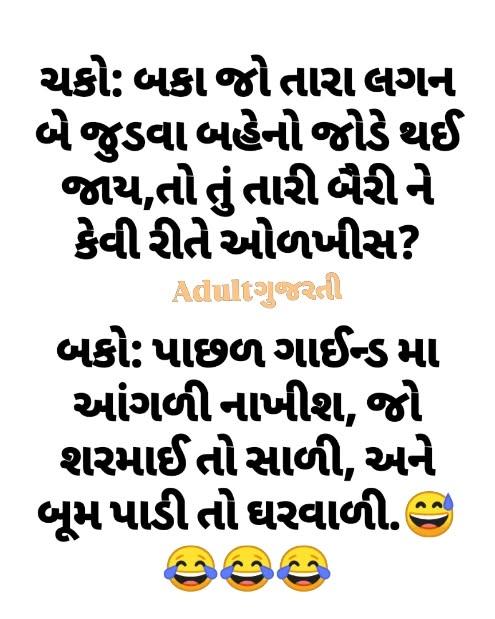 ચકો: બકા જો તારા લગન
બે જુડવા બહેનો જોડે થઈ
જાય,તો તું તારી બૈરી ને
કેવી રીતે ઓળખીસ?
Adultગુજરતી
બકો: પાછળ ગાઈન્ડ મા
આંગળી નાખીશ, જો
શરમાઈ તો સાળી, અને
બૂમ પાડી તો ઘરવાળી.😅
😂😂😂